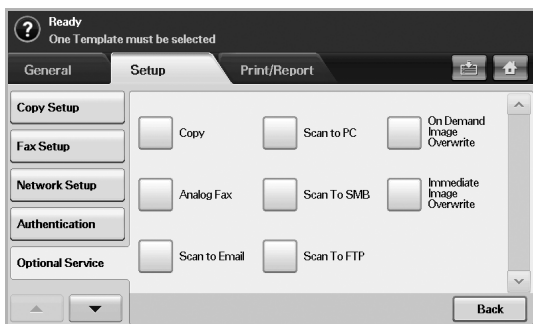 ?
Ready
One Template must be selected
General
Setup
Print/Report
Copy Setup
Fax Setup
Network Setup
Authentication
Optional Service
Copy
Scan to PC
On Demand
Image
Overwrite
Analog Fax
Scan To SMB
Immediate
Image
Overwrite
Scan to Email
Scan To FTP
Back